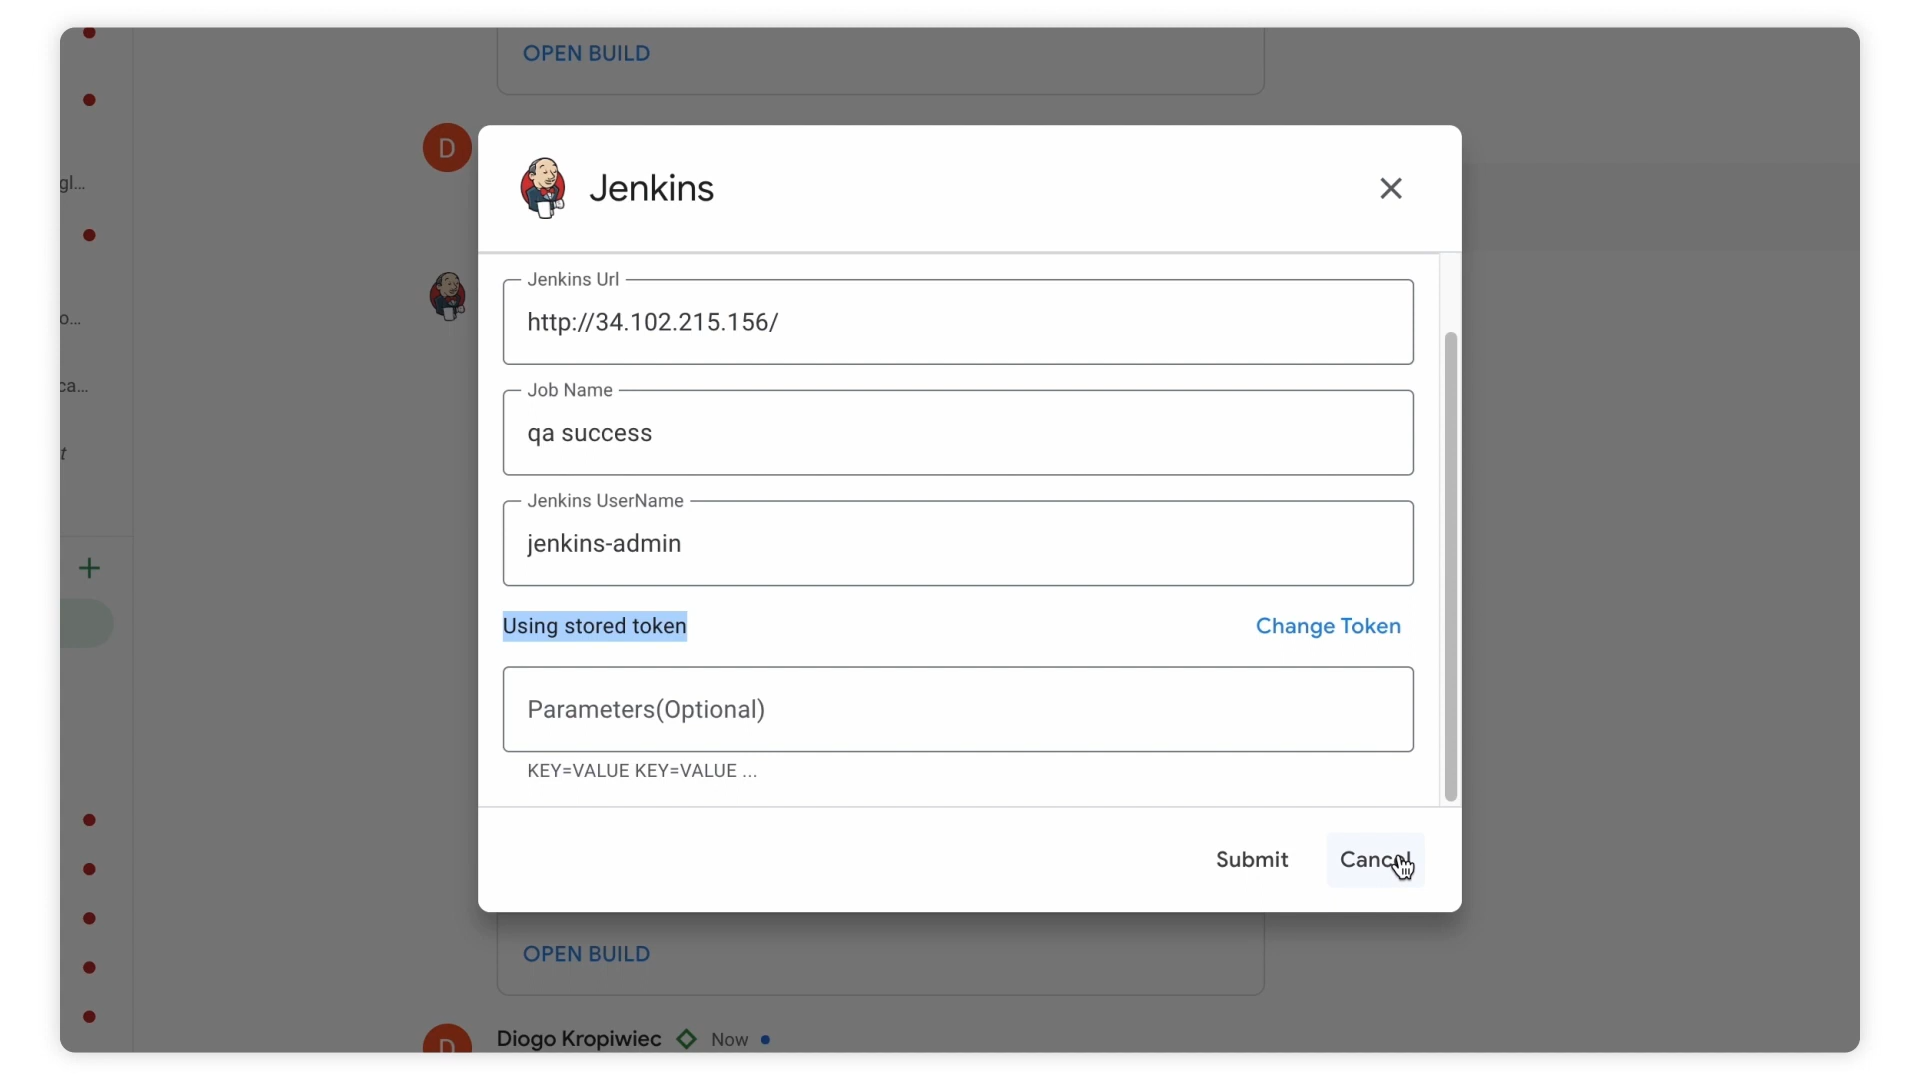 OPEN BUILD
D
Jenkins
gl...
Jenkins Url
http://34.102.215.156/
o...
ca...
Job Name
qa success
t
Jenkins UserName
jenkins-admin
Using stored token
Change Token
Parameters(Optional)
KEY=VALUE KEY=VALUE ...
Submit
Cancel
OPEN BUILD
D
Diogo Kropiwiec
Now